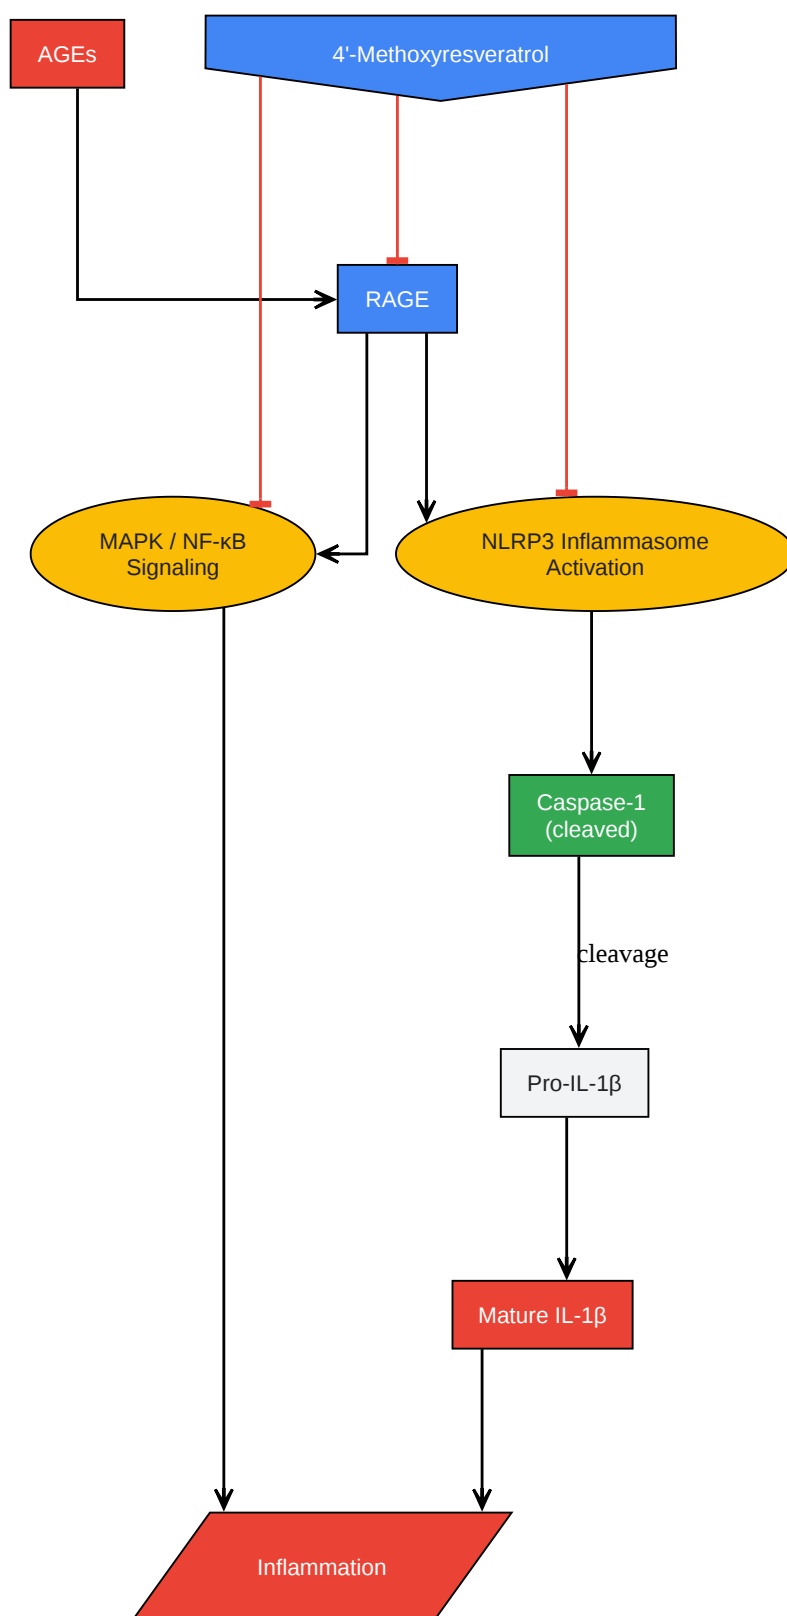 AGEs
4'-Methoxyresveratrol
RAGE
MAPK / NF-κB
Signaling
NLRP3 Inflammasome
Activation
Caspase-1
(cleaved)
cleavage
Pro-IL-1β
Mature IL-1β
Inflammation